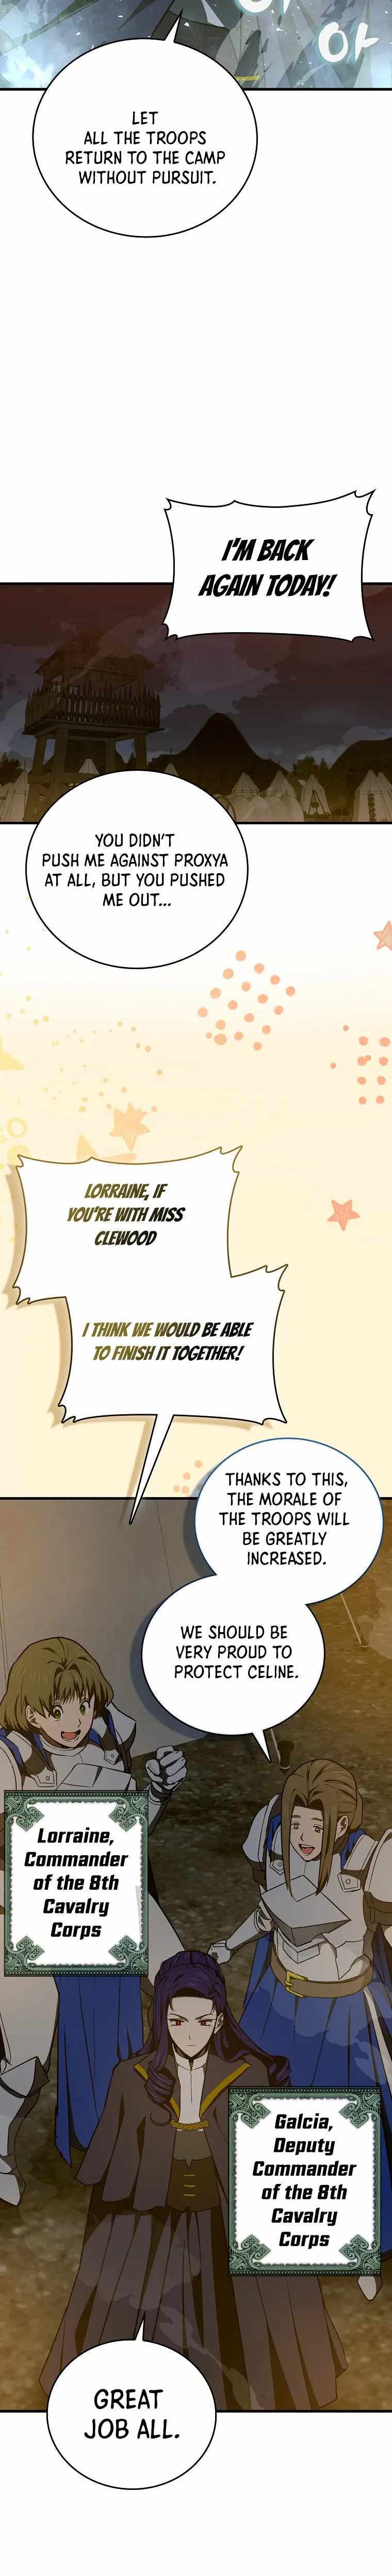 아
LET
ALL THE TROOPS
RETURN TO THE CAMP
WITHOUT PURSUIT.
I'M BACK
AGAIN TODAY!
YOU DIDN'T
PUSH ME AGAINST PROXYA
AT ALL, BUT YOU PUSHED
ME OUT...
LORRAINE, IF
YOU'RE WITH MISS
CLEWOOD
I THINK WE WOULD BE ABLE
TO FINISH IT TOGETHER!
THANKS TO THIS,
THE MORALE OF
THE TROOPS WILL
BE GREATLY
INCREASED.
WE SHOULD BE
VERY PROUD TO
PROTECT CELINE.
Lorraine,
Commander
of the 8th
Cavalry
Corps
Galcia,
Deputy
Commander
of the 8th
Cavalry
Corps
GREAT
JOB ALL.